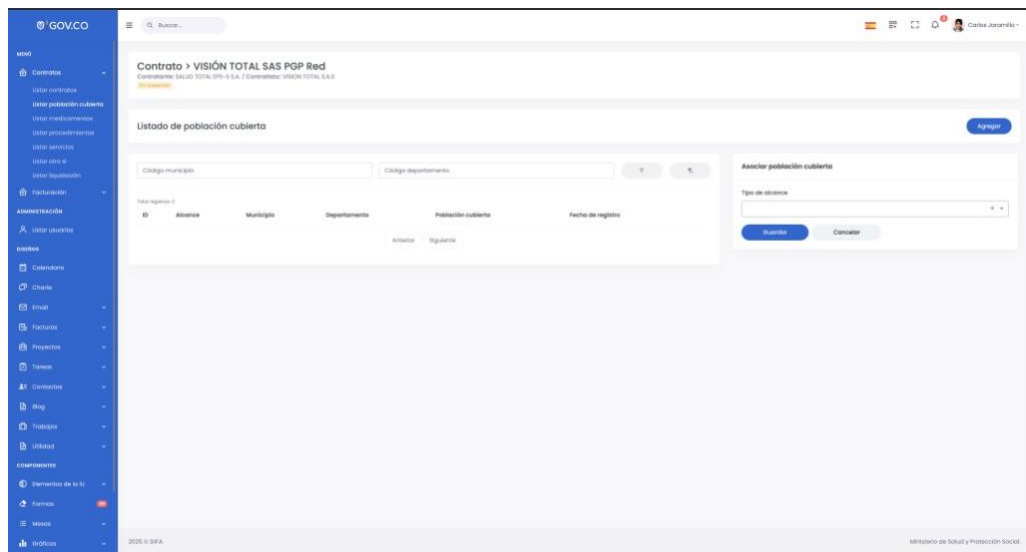 GOV.CO
Buscar...
Carlos Jaramillo
MENÚ
Contratos
Listar contratos
Listar población cubierta
Listar medicamentos
Listar procedimientos
Listar servicios
Listar otro si
Listar liquidación
Facturación
ADMINISTRACIÓN
Listar usuarios
DISEÑOS
Calendario
Charla
Email
Facturas
Proyectos
Tareas
Contactos
Blog
Trabajos
Utilidad
COMPONENTES
Elementos de la IU
Formas
Mesas
Gráficos
Contrato > VISIÓN TOTAL SAS PGP Red
Contratante: SALUD TOTAL EPS-S S.A. / Contratista: VISION TOTAL S.A.S
En creación
Listado de población cubierta
Agregar
Código municipio
Código departamento
Total registros: 0
ID Alcance Municipio Departamento Población cubierta Fecha de registro
Anterior Siguiente
Asociar población cubierta
Tipo de alcance
Guardar Cancelar
2025 © SIIFA
Ministerio de Salud y Protección Social.